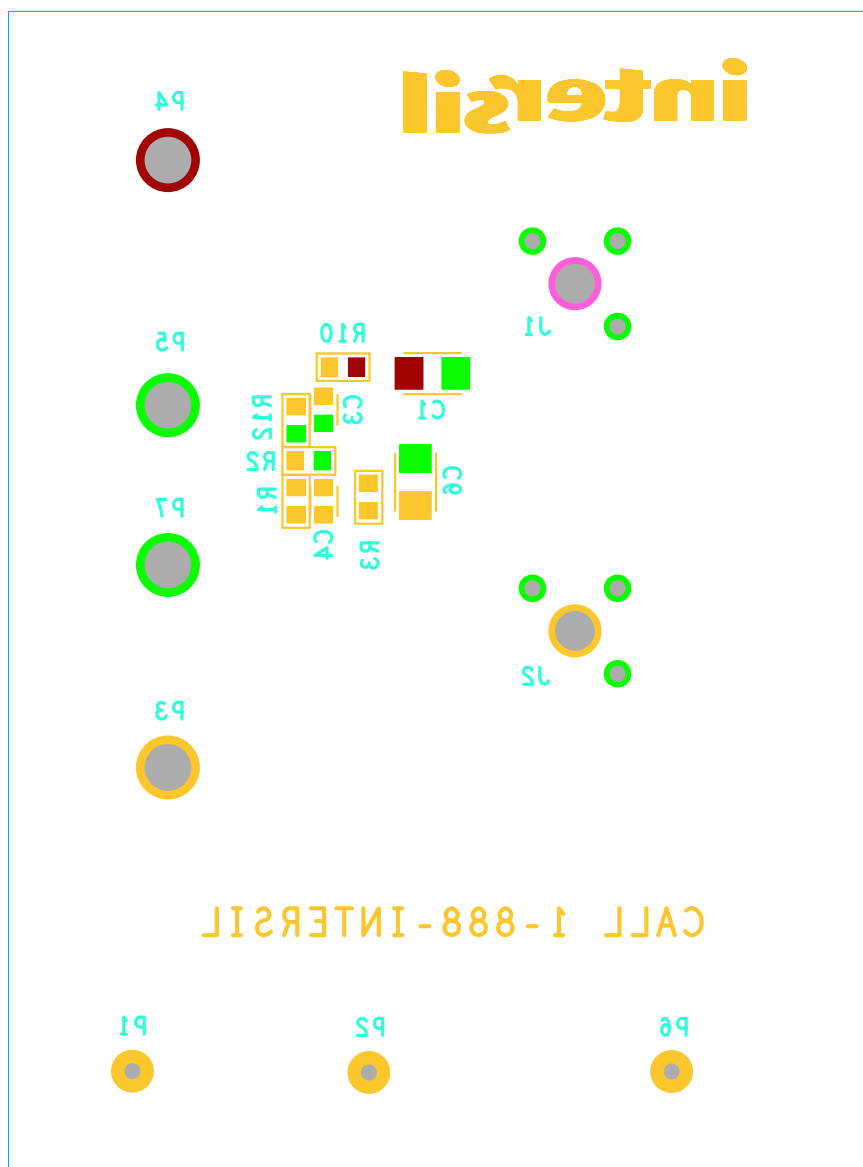 intersil
P4
J1
R10
P5
C1
C3
R12
R2
C6
R1
P7
C4
R3
J2
P3
CALL 1-888-INTERSIL
P1
P2
P6